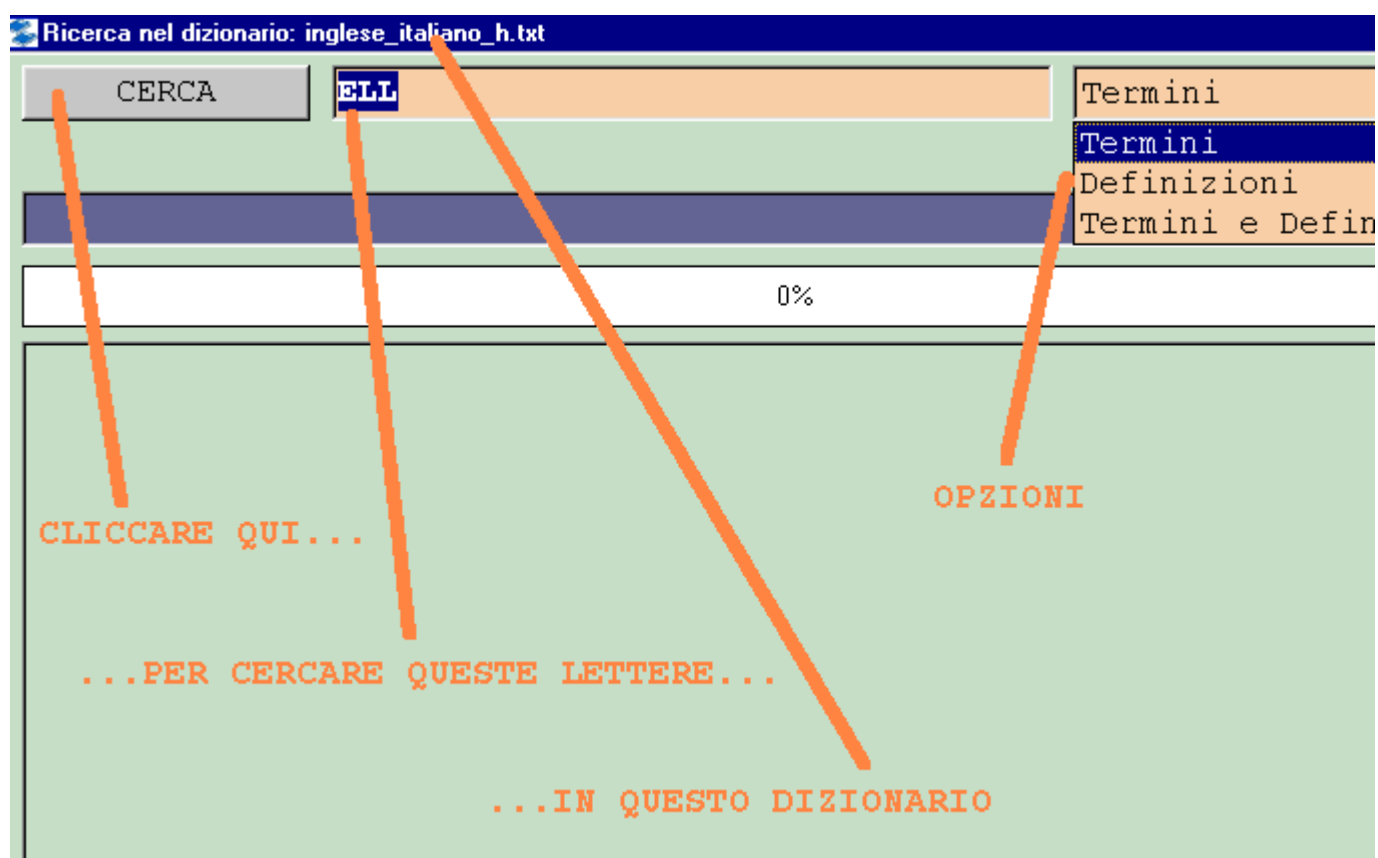 Ricerca nel dizionario: inglese_italiano_h.txt
CERCA
ELL
Termini
Termini
Definizioni
Termini e Defin
0%
OPZIONI
CLICCARE QUI...
...PER CERCARE QUESTE LETTERE...
...IN QUESTO DIZIONARIO